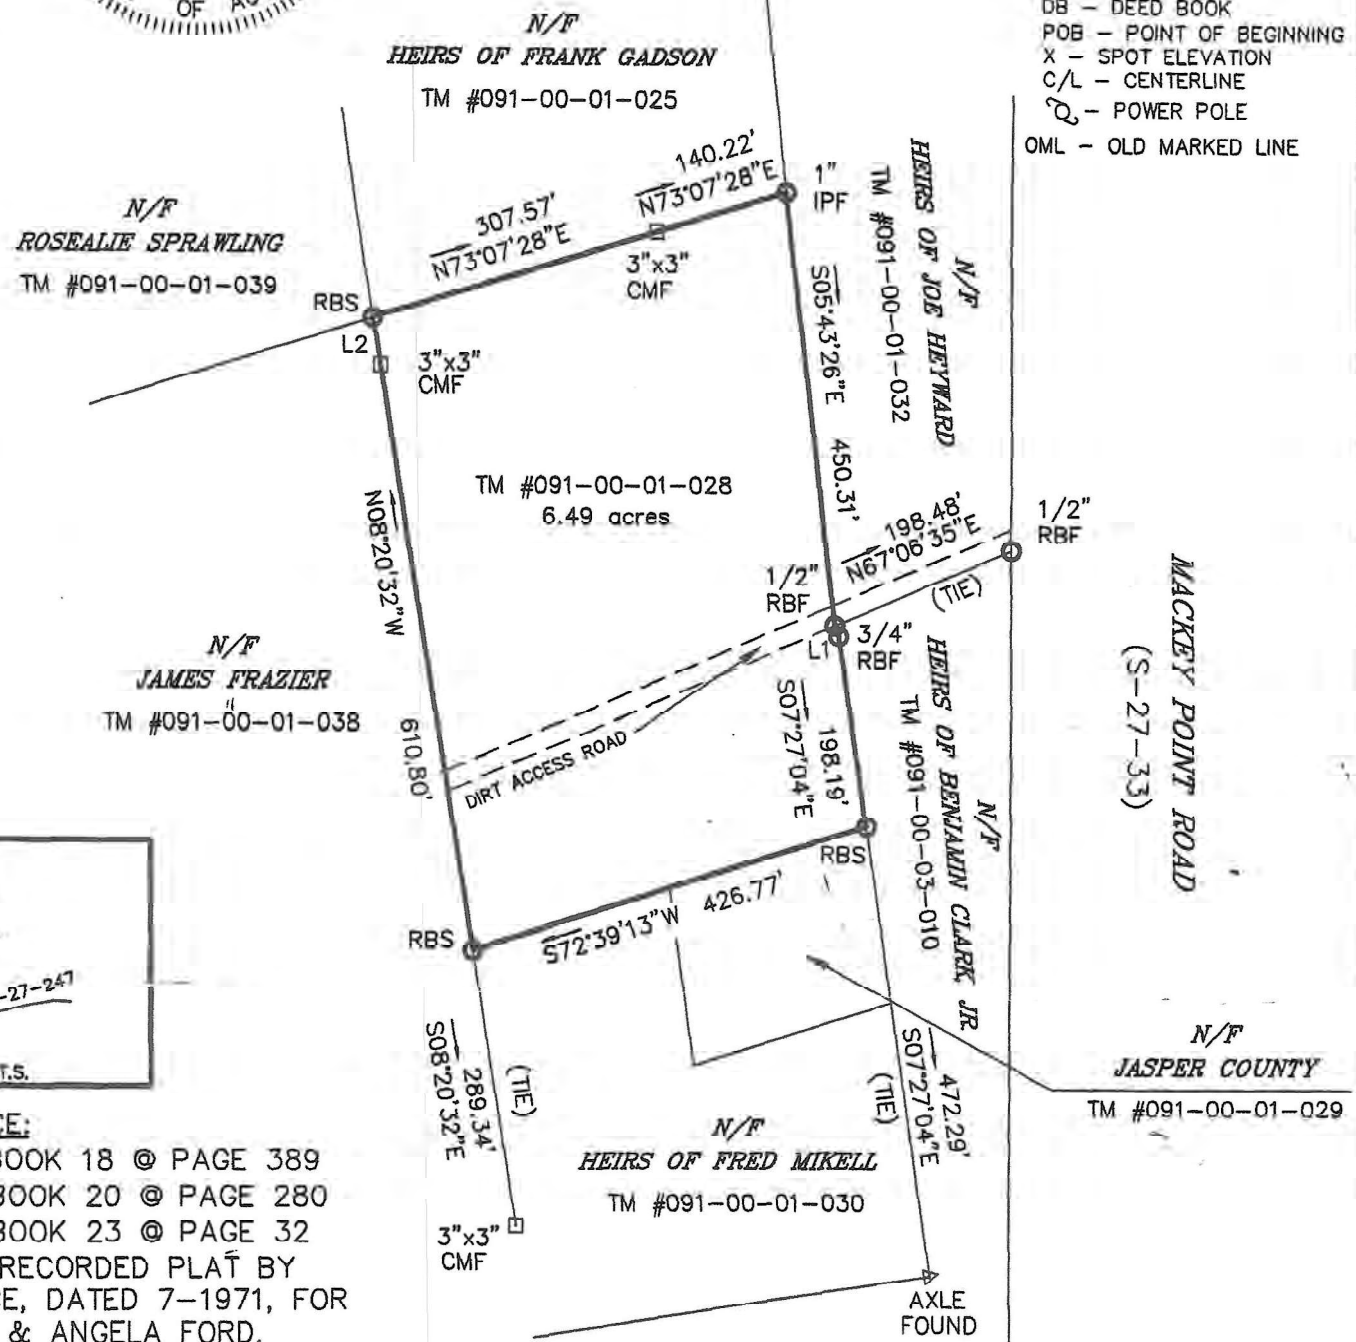 OF
DB – DEED BOOK
POB – POINT OF BEGINNING
X – SPOT ELEVATION
C/L – CENTERLINE
– POWER POLE
OML – OLD MARKED LINE
N/F
HEIRS OF FRANK GADSON
TM #091–00–01–025
N/F
ROSEALIE SPRAWLING
TM #091–00–01–039
307.57'
N73°07'28"E
140.22'
N73°07'28"E
1"
IPF
3"x3"
CMF
RBS
L2
3"x3"
CMF
S05°43'26"E
450.31'
TM #091–00–01–032
HEIRS OF JOE HEYWARD
N/F
TM #091–00–01–028
6.49 acres
N08°20'32"W
610.80'
198.48'
N67°06'35"E
(TIE)
1/2"
RBF
1/2"
RBF
L1
3/4"
RBF
MACKEY POINT ROAD
(S–27–33)
N/F
JAMES FRAZIER
TM #091–00–01–038
DIRT ACCESS ROAD
198.19'
S07°27'04"E
N/F
HEIRS OF BENJAMIN CLARK, JR
TM #091–00–03–010
RBS
426.77'
S72°39'13"W
RBS
–27–247
T.S.
(TIE)
289.34'
S08°20'32"E
3"x3"
CMF
(TIE)
472.29'
S07°27'04"E
N/F
JASPER COUNTY
TM #091–00–01–029
N/F
HEIRS OF FRED MIKELL
TM #091–00–01–030
AXLE
FOUND
CE:
BOOK 18 @ PAGE 389
BOOK 20 @ PAGE 280
BOOK 23 @ PAGE 32
RECORDED PLAT BY
CE, DATED 7–1971, FOR
& ANGELA FORD.